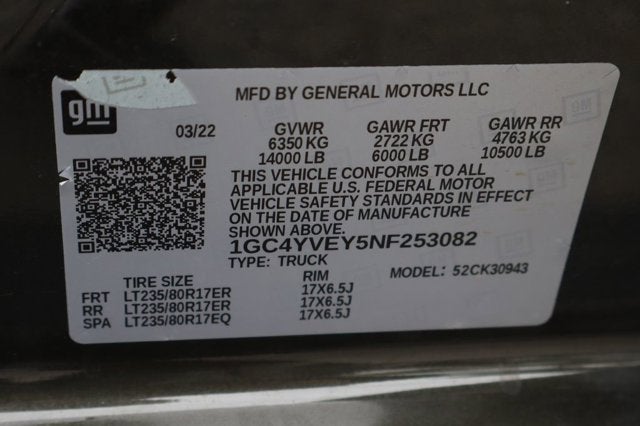 gm
MFD BY GENERAL MOTORS LLC
03/22 GVWR GAWR FRT GAWR RR
6350 KG 2722 KG 4763 KG
14000 LB 6000 LB 10500 LB
THIS VEHICLE CONFORMS TO ALL
APPLICABLE U.S. FEDERAL MOTOR
VEHICLE SAFETY STANDARDS IN EFFECT
ON THE DATE OF MANUFACTURE
SHOWN ABOVE.
1GC4YVEY5NF253082
TYPE: TRUCK MODEL: 52CK30943
TIRE SIZE RIM
FRT LT235/80R17ER 17X6.5J
RR LT235/80R17ER 17X6.5J
SPA LT235/80R17EQ 17X6.5J